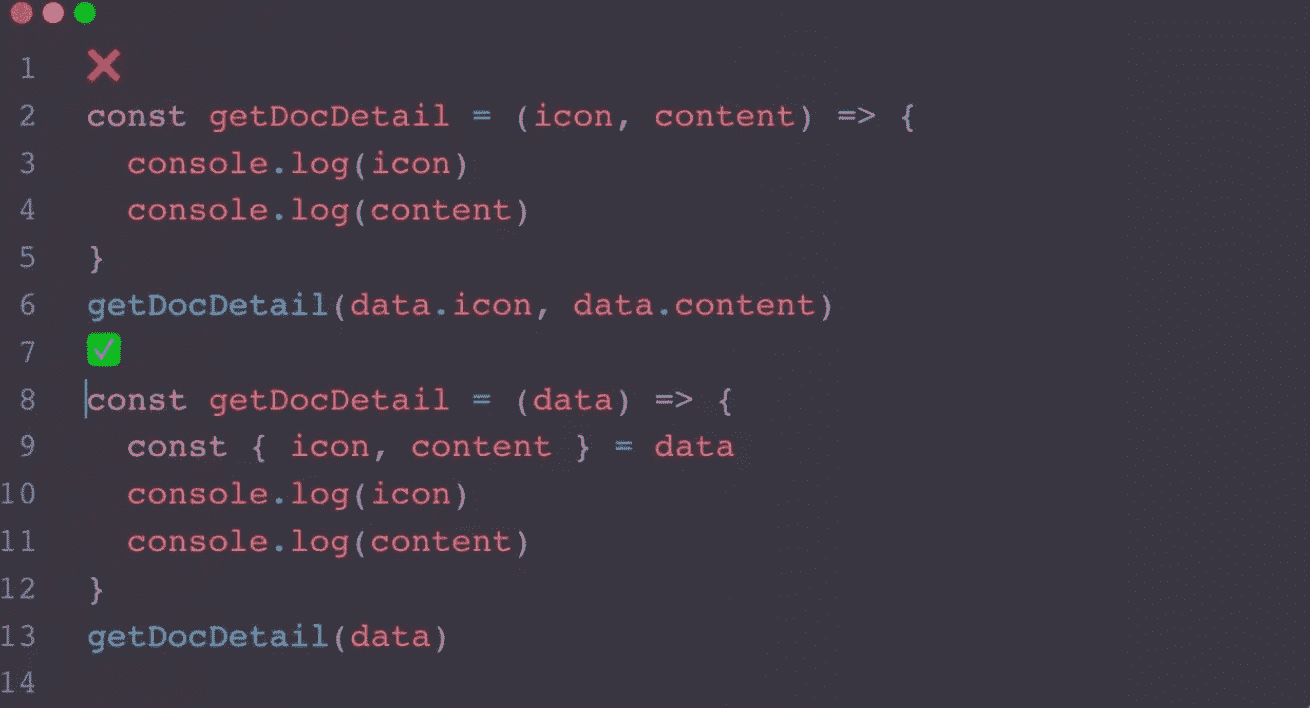 1 ❌
2 const getDocDetail = (icon, content) => {
3   console.log(icon)
4   console.log(content)
5 }
6 getDocDetail(data.icon, data.content)
7 ✅
8 const getDocDetail = (data) => {
9   const { icon, content } = data
10   console.log(icon)
11   console.log(content)
12 }
13 getDocDetail(data)
14